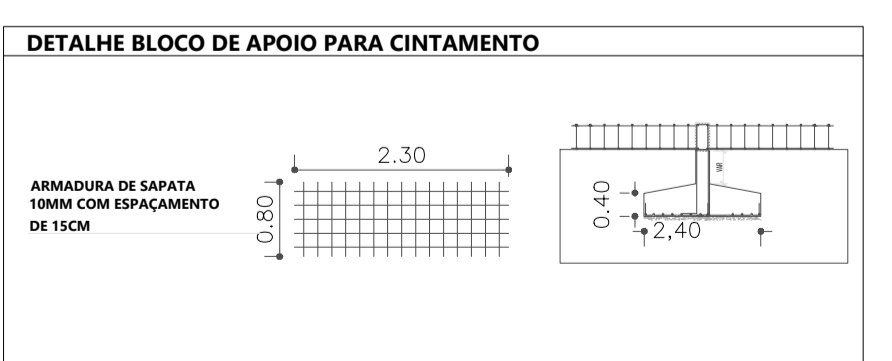 DETALHE BLOCO DE APOIO PARA CINTAMENTO
ARMADURA DE SAPATA
10MM COM ESPAÇAMENTO
DE 15CM
2.30
0.80
VAR
0.40
2,40